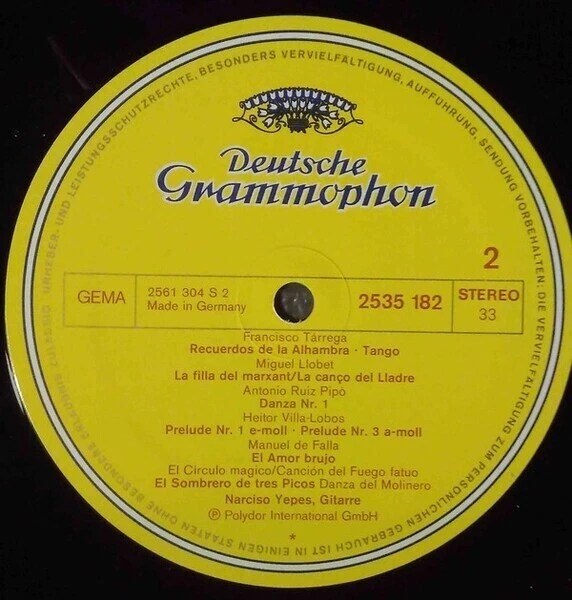 Deutsche
Grammophon
2
GEMA
2561 304 S 2
Made in Germany
2535 182
STEREO
33
Francisco Tárrega
Recuerdos de la Alhambra · Tango
Miguel Llobet
La filla del marxant/La canço del Lladre
Antonio Ruiz Pipò
Danza Nr. 1
Heitor Villa-Lobos
Prelude Nr. 1 e-moll · Prelude Nr. 3 a-moll
Manuel de Falla
El Amor brujo
El Circulo magico/Canción del Fuego fatuo
El Sombrero de tres Picos Danza del Molinero
Narciso Yepes, Gitarre
Ⓟ Polydor International GmbH
*
URHEBER- UND LEISTUNGSSCHUTZRECHTE, BESONDERS VERVIELFÄLTIGUNG, AUFFÜHRUNG, SENDUNG VORBEHALTEN. DIE VERVIELFÄLTIGUNG ZUM PERSÖNLICHEN GEBRAUCH IST IN EINIGEN STAATEN OHNE BESONDERE ERLAUBNIS ZULÄSSIG